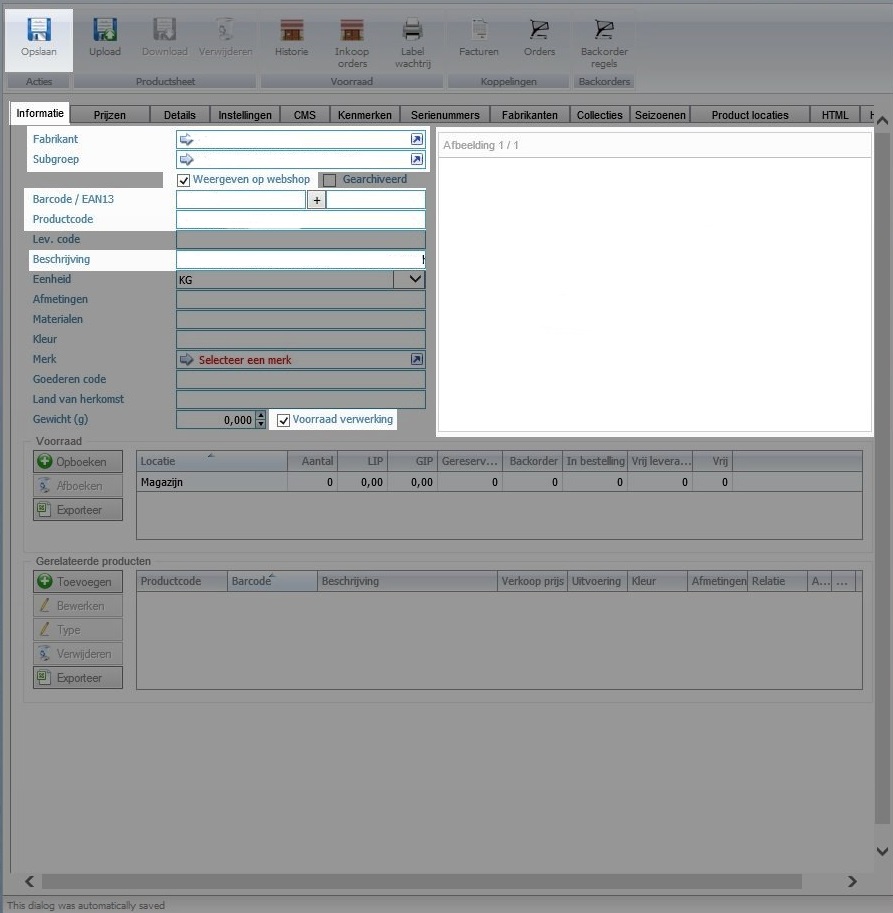 Opslaan Upload Download Verwijderen Historie Inkoop orders Label wachtrij Facturen Orders Backorder regels
Acties Productsheet Voorraad Koppelingen Backorders
Informatie Prijzen Details Instellingen CMS Kenmerken Serienummers Fabrikanten Collecties Seizoenen Product locaties HTML
Fabrikant
Afbeelding 1 / 1
Subgroep
Weergeven op webshop Gearchiveerd
Barcode / EAN13 +
Productcode
Lev. code
Beschrijving
Eenheid KG
Afmetingen
Materialen
Kleur
Merk Selecteer een merk
Goederen code
Land van herkomst
Gewicht (g) 0,000 Voorraad verwerking
Voorraad
Opboeken Locatie Aantal LIP GIP Gereserv... Backorder In bestelling Vrij levera... Vrij
Afboeken Magazijn 0 0,00 0,00 0 0 0 0 0
Exporteer
Gerelateerde producten
Toevoegen Productcode Barcode Beschrijving Verkoop prijs Uitvoering Kleur Afmetingen Relatie A... ...
Bewerken
Type
Verwijderen
Exporteer
This dialog was automatically saved